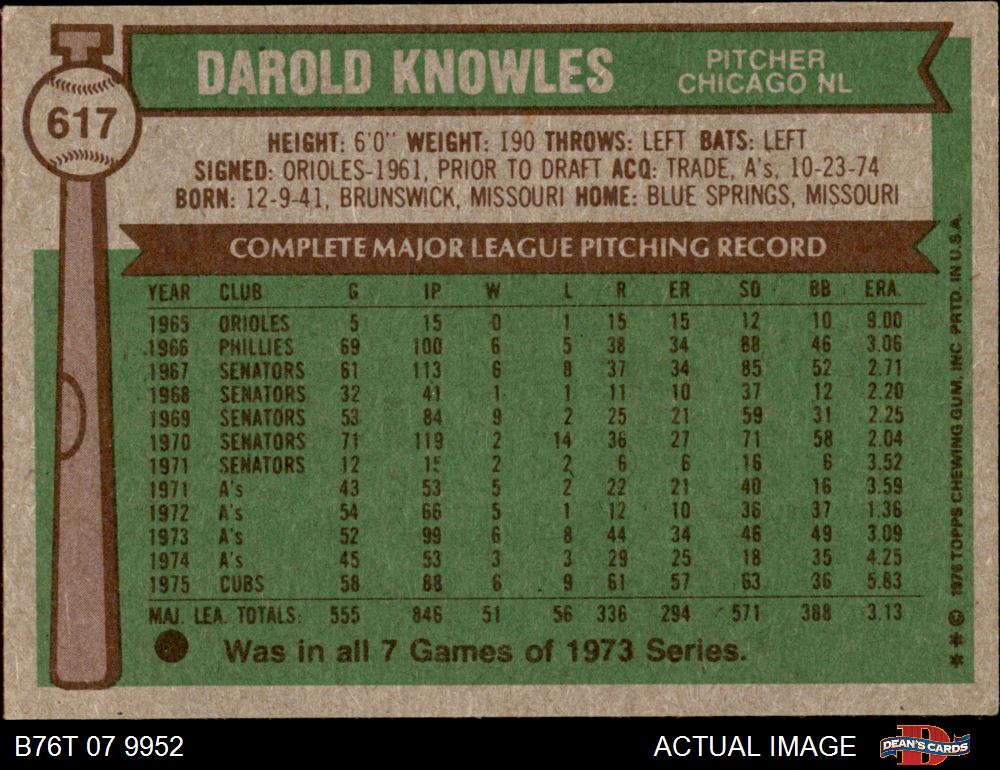 617
DAROLD KNOWLES
PITCHER
CHICAGO NL
HEIGHT: 6'0" WEIGHT: 190 THROWS: LEFT BATS: LEFT
SIGNED: ORIOLES-1961, PRIOR TO DRAFT ACQ: TRADE, A's, 10-23-74
BORN: 12-9-41, BRUNSWICK, MISSOURI HOME: BLUE SPRINGS, MISSOURI
COMPLETE MAJOR LEAGUE PITCHING RECORD
YEAR CLUB G IP W L R ER SO BB ERA.
1965 ORIOLES 5 15 0 1 15 15 12 10 9.00
1966 PHILLIES 69 100 6 5 38 34 88 46 3.06
1967 SENATORS 61 113 6 8 37 34 85 52 2.71
1968 SENATORS 32 41 1 1 11 10 37 12 2.20
1969 SENATORS 53 84 9 2 25 21 59 31 2.25
1970 SENATORS 71 119 2 14 36 27 71 58 2.04
1971 SENATORS 12 15 2 2 6 6 16 6 3.52
1971 A's 43 53 5 2 22 21 40 16 3.59
1972 A's 54 66 5 1 12 10 36 37 1.36
1973 A's 52 99 6 8 44 34 46 49 3.09
1974 A's 45 53 3 3 29 25 18 35 4.25
1975 CUBS 58 88 6 9 61 57 63 36 5.83
MAJ. LEA. TOTALS: 555 846 51 56 336 294 571 388 3.13
Was in all 7 Games of 1973 Series.
* * © 1976 TOPPS CHEWING GUM, INC. PRTD. IN U.S.A.
B76T 07 9952
ACTUAL IMAGE
DEAN'S CARDS